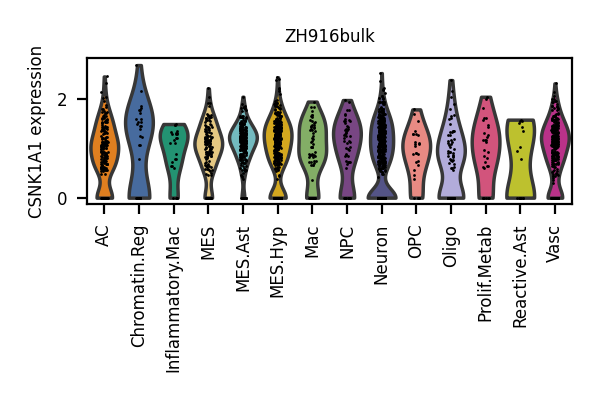 ZH916bulk
CSNK1A1 expression
2
0
AC
Chromatin.Reg
Inflammatory.Mac
MES
MES.Ast
MES.Hyp
Mac
NPC
Neuron
OPC
Oligo
Prolif.Metab
Reactive.Ast
Vasc